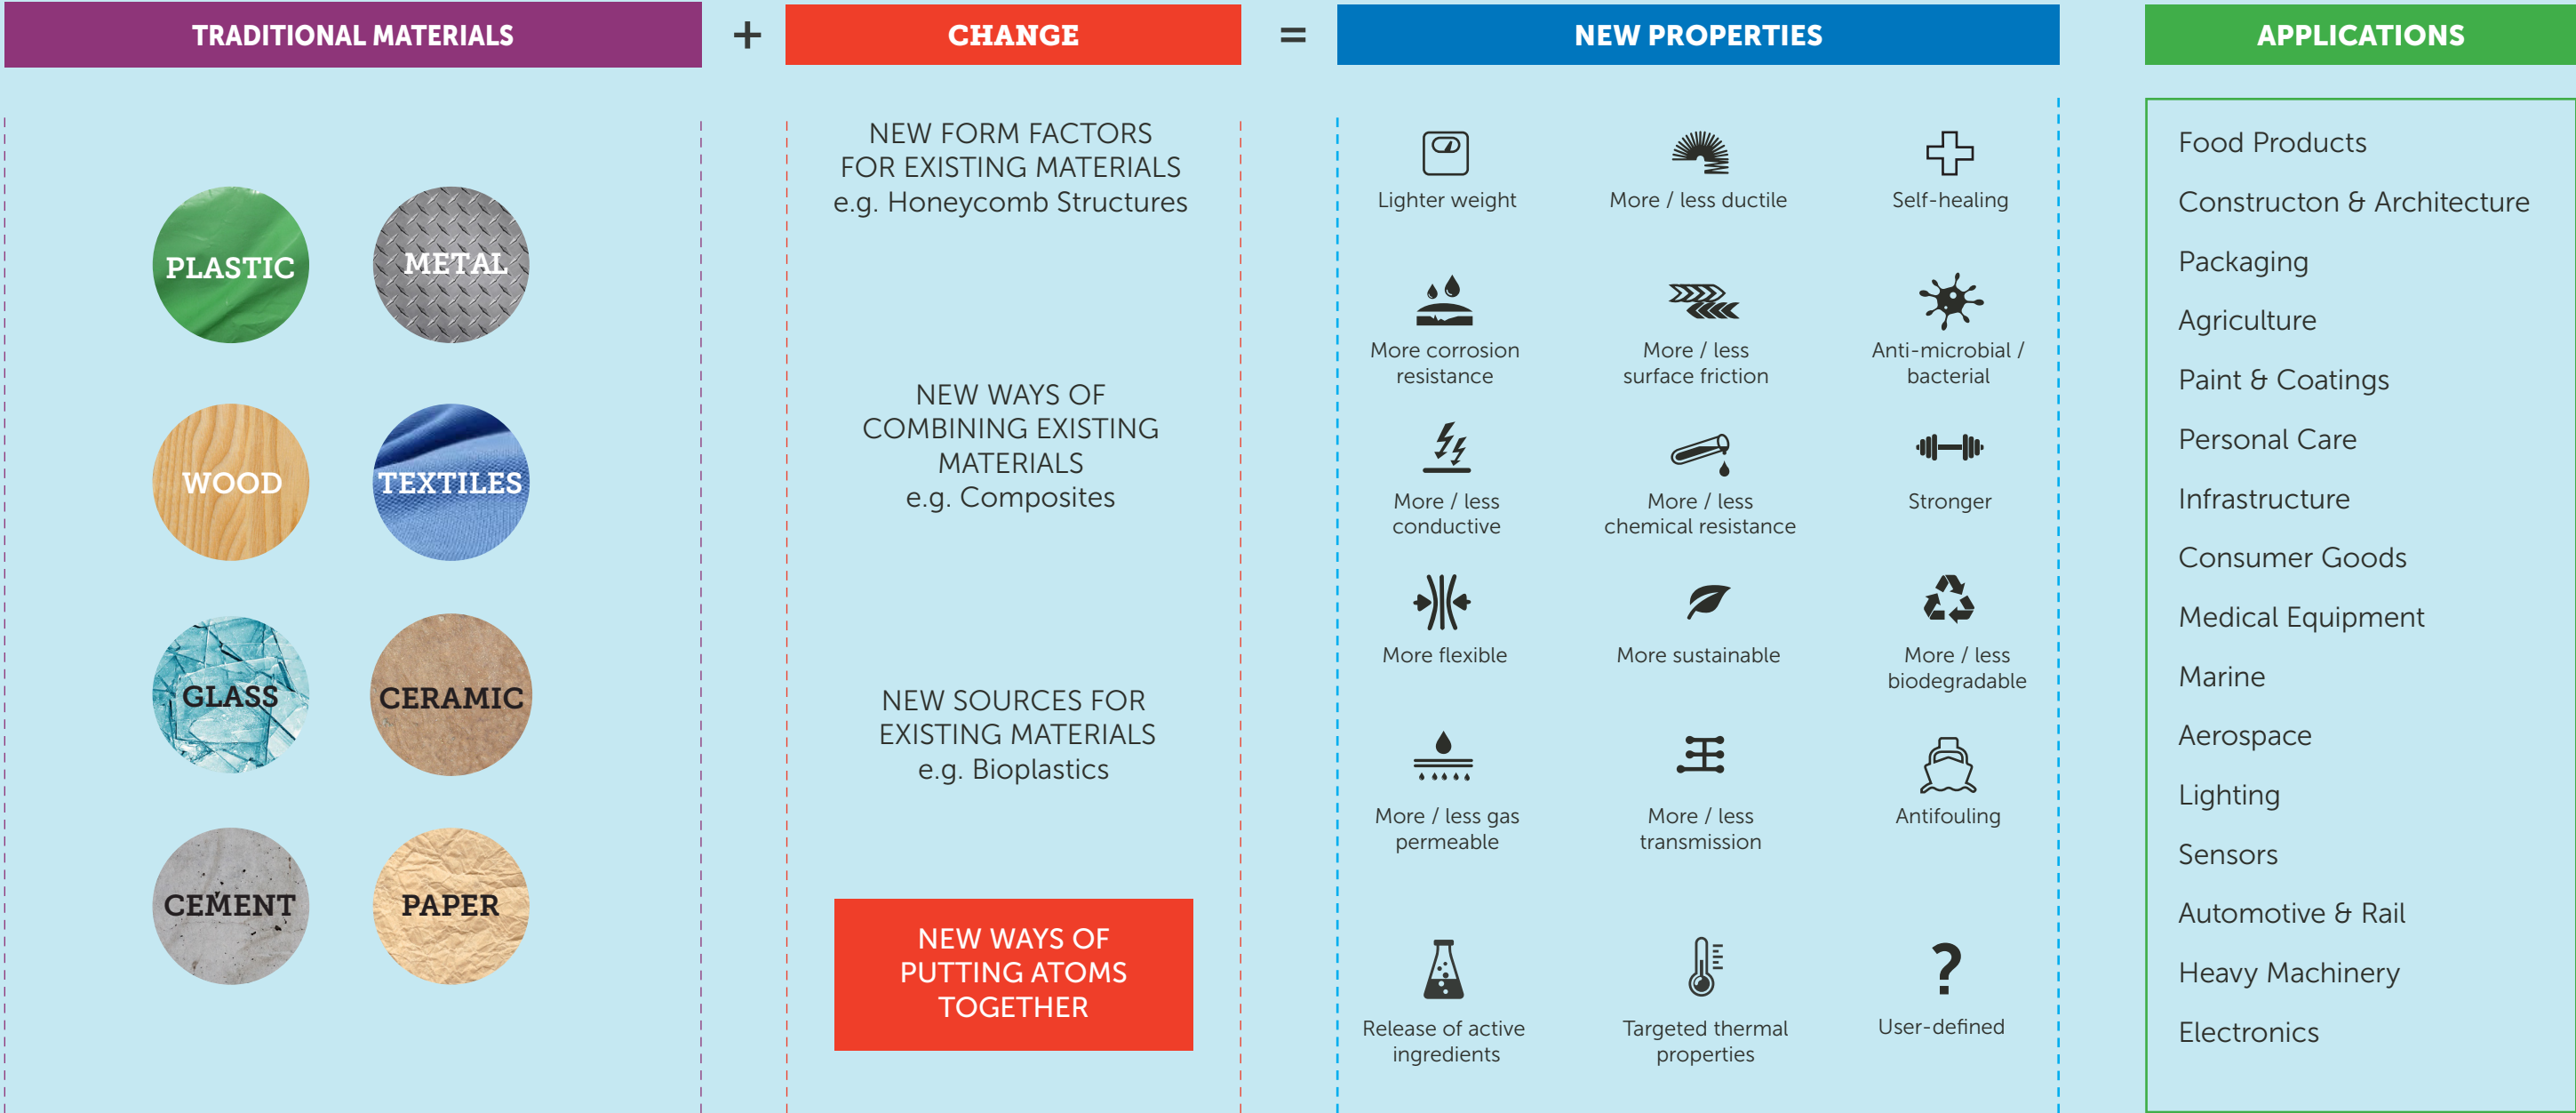 TRADITIONAL MATERIALS
+
CHANGE
=
NEW PROPERTIES
APPLICATIONS
PLASTIC
METAL
WOOD
TEXTILES
GLASS
CERAMIC
CEMENT
PAPER
NEW FORM FACTORS
FOR EXISTING MATERIALS
e.g. Honeycomb Structures
NEW WAYS OF
COMBINING EXISTING
MATERIALS
e.g. Composites
NEW SOURCES FOR
EXISTING MATERIALS
e.g. Bioplastics
NEW WAYS OF
PUTTING ATOMS
TOGETHER
Lighter weight
More / less ductile
Self-healing
More corrosion
resistance
More / less
surface friction
Anti-microbial /
bacterial
More / less
conductive
More / less
chemical resistance
Stronger
More flexible
More sustainable
More / less
biodegradable
More / less gas
permeable
More / less
transmission
Antifouling
Release of active
ingredients
Targeted thermal
properties
?
User-defined
Food Products
Constructon & Architecture
Packaging
Agriculture
Paint & Coatings
Personal Care
Infrastructure
Consumer Goods
Medical Equipment
Marine
Aerospace
Lighting
Sensors
Automotive & Rail
Heavy Machinery
Electronics